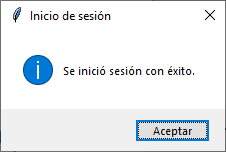 Inicio de sesión
Se inició sesión con éxito.
Aceptar